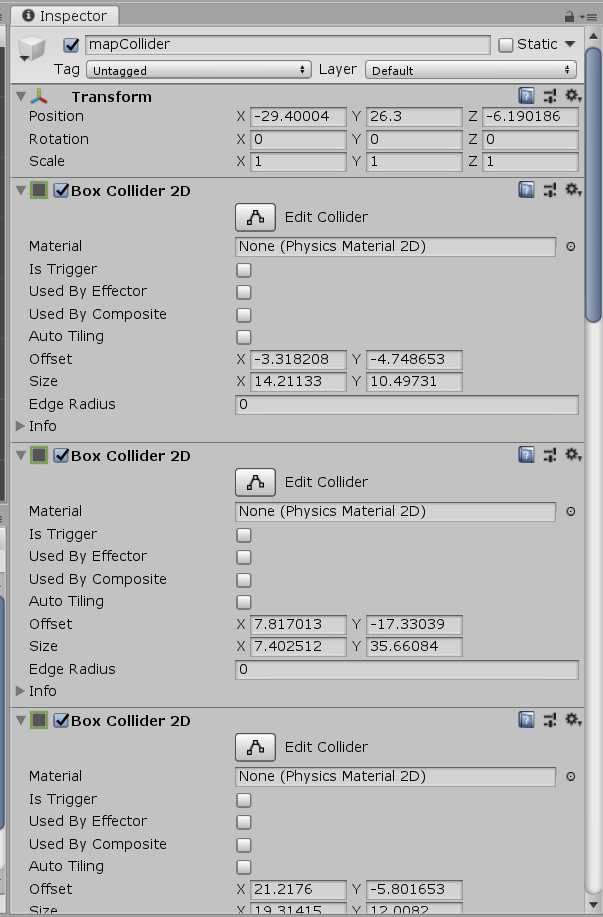 Inspector
mapCollider Static
Tag Untagged Layer Default
Transform
Position X -29.40004 Y 26.3 Z -6.190186
Rotation X 0 Y 0 Z 0
Scale X 1 Y 1 Z 1
Box Collider 2D
Edit Collider
Material None (Physics Material 2D)
Is Trigger
Used By Effector
Used By Composite
Auto Tiling
Offset X -3.318208 Y -4.748653
Size X 14.21133 Y 10.49731
Edge Radius 0
Info
Box Collider 2D
Edit Collider
Material None (Physics Material 2D)
Is Trigger
Used By Effector
Used By Composite
Auto Tiling
Offset X 7.817013 Y -17.33039
Size X 7.402512 Y 35.66084
Edge Radius 0
Info
Box Collider 2D
Edit Collider
Material None (Physics Material 2D)
Is Trigger
Used By Effector
Used By Composite
Auto Tiling
Offset X 21.2176 Y -5.801653
Size X 19.31415 Y 12.0082